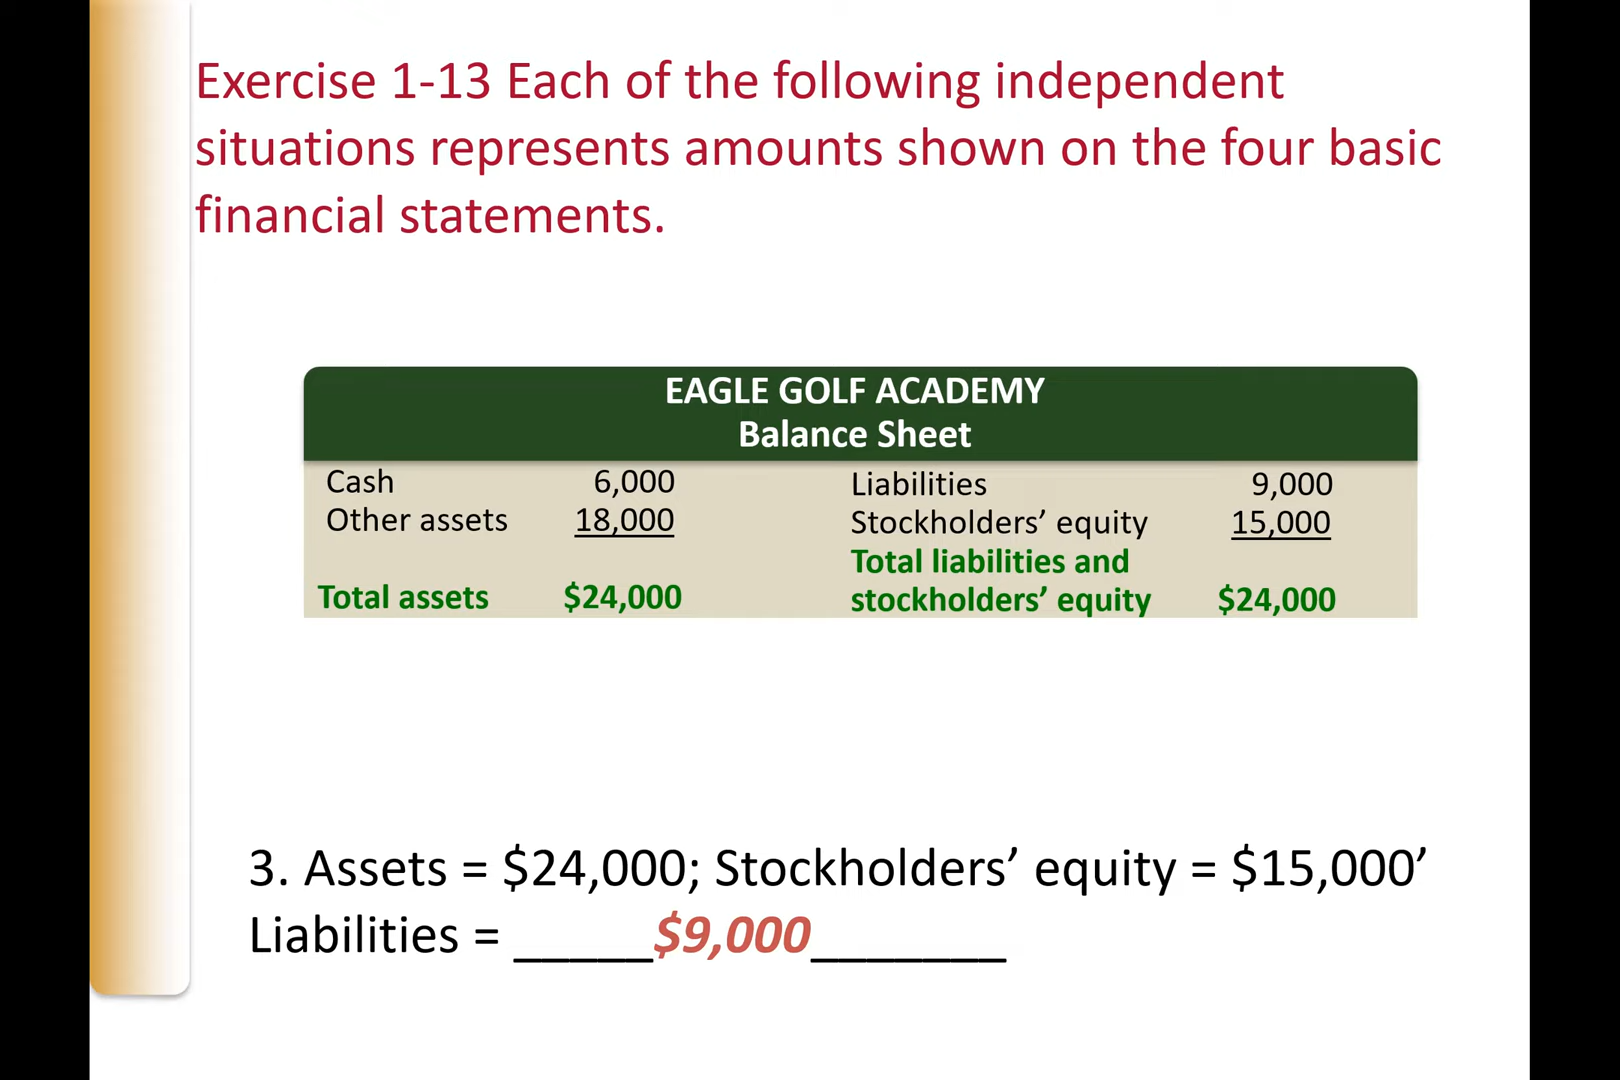 Exercise 1-13 Each of the following independent
situations represents amounts shown on the four basic
financial statements.
EAGLE GOLF ACADEMY
Balance Sheet
Cash 6,000 Liabilities 9,000
Other assets 18,000 Stockholders’ equity 15,000
Total liabilities and
Total assets $24,000 stockholders’ equity $24,000
3. Assets = $24,000; Stockholders’ equity = $15,000’
Liabilities = _____$9,000_______